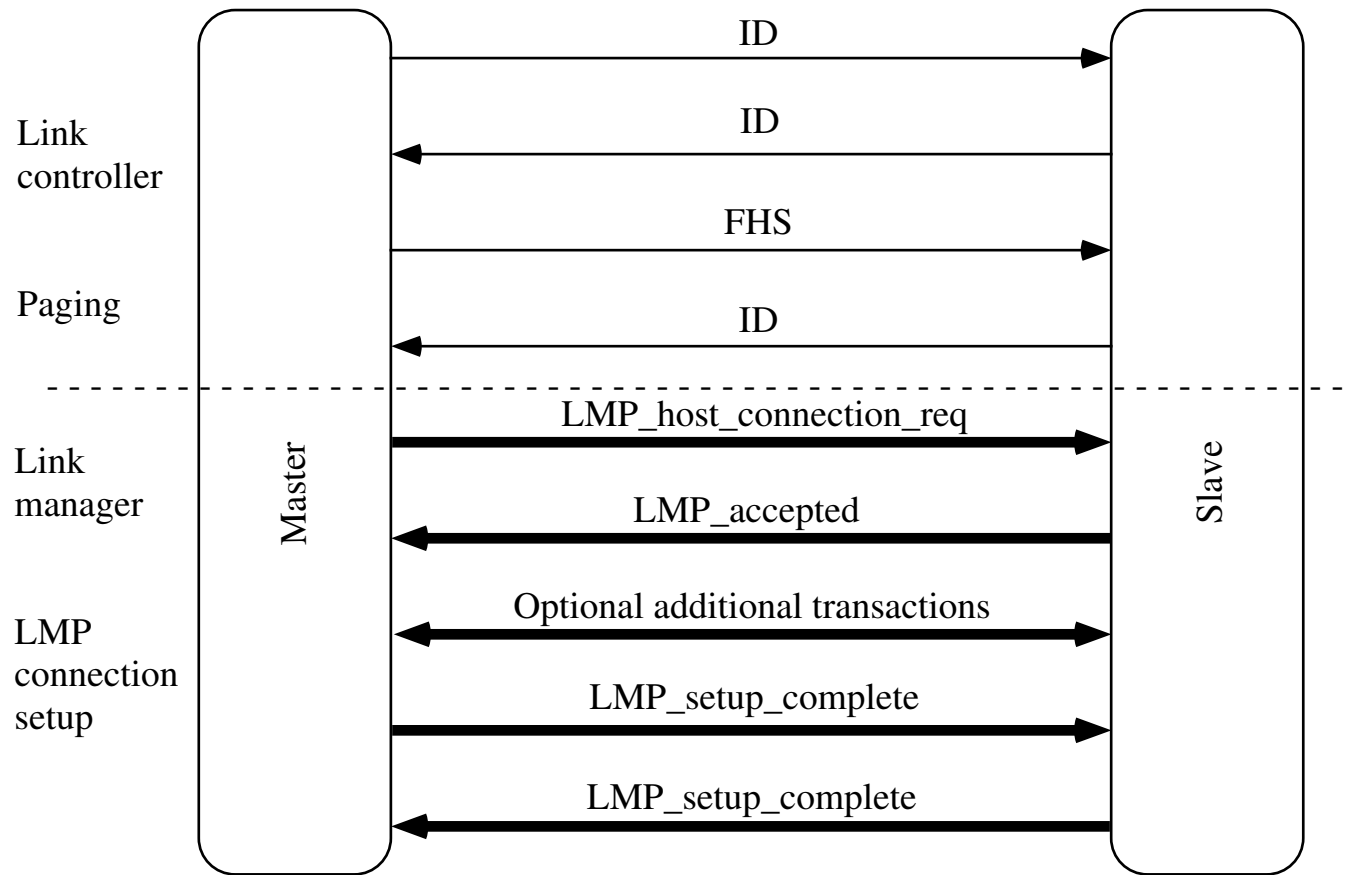 ID
ID
Link
controller
FHS
Paging
ID
LMP_host_connection_req
Link
manager
Master
Slave
LMP_accepted
Optional additional transactions
LMP
connection
setup
LMP_setup_complete
LMP_setup_complete